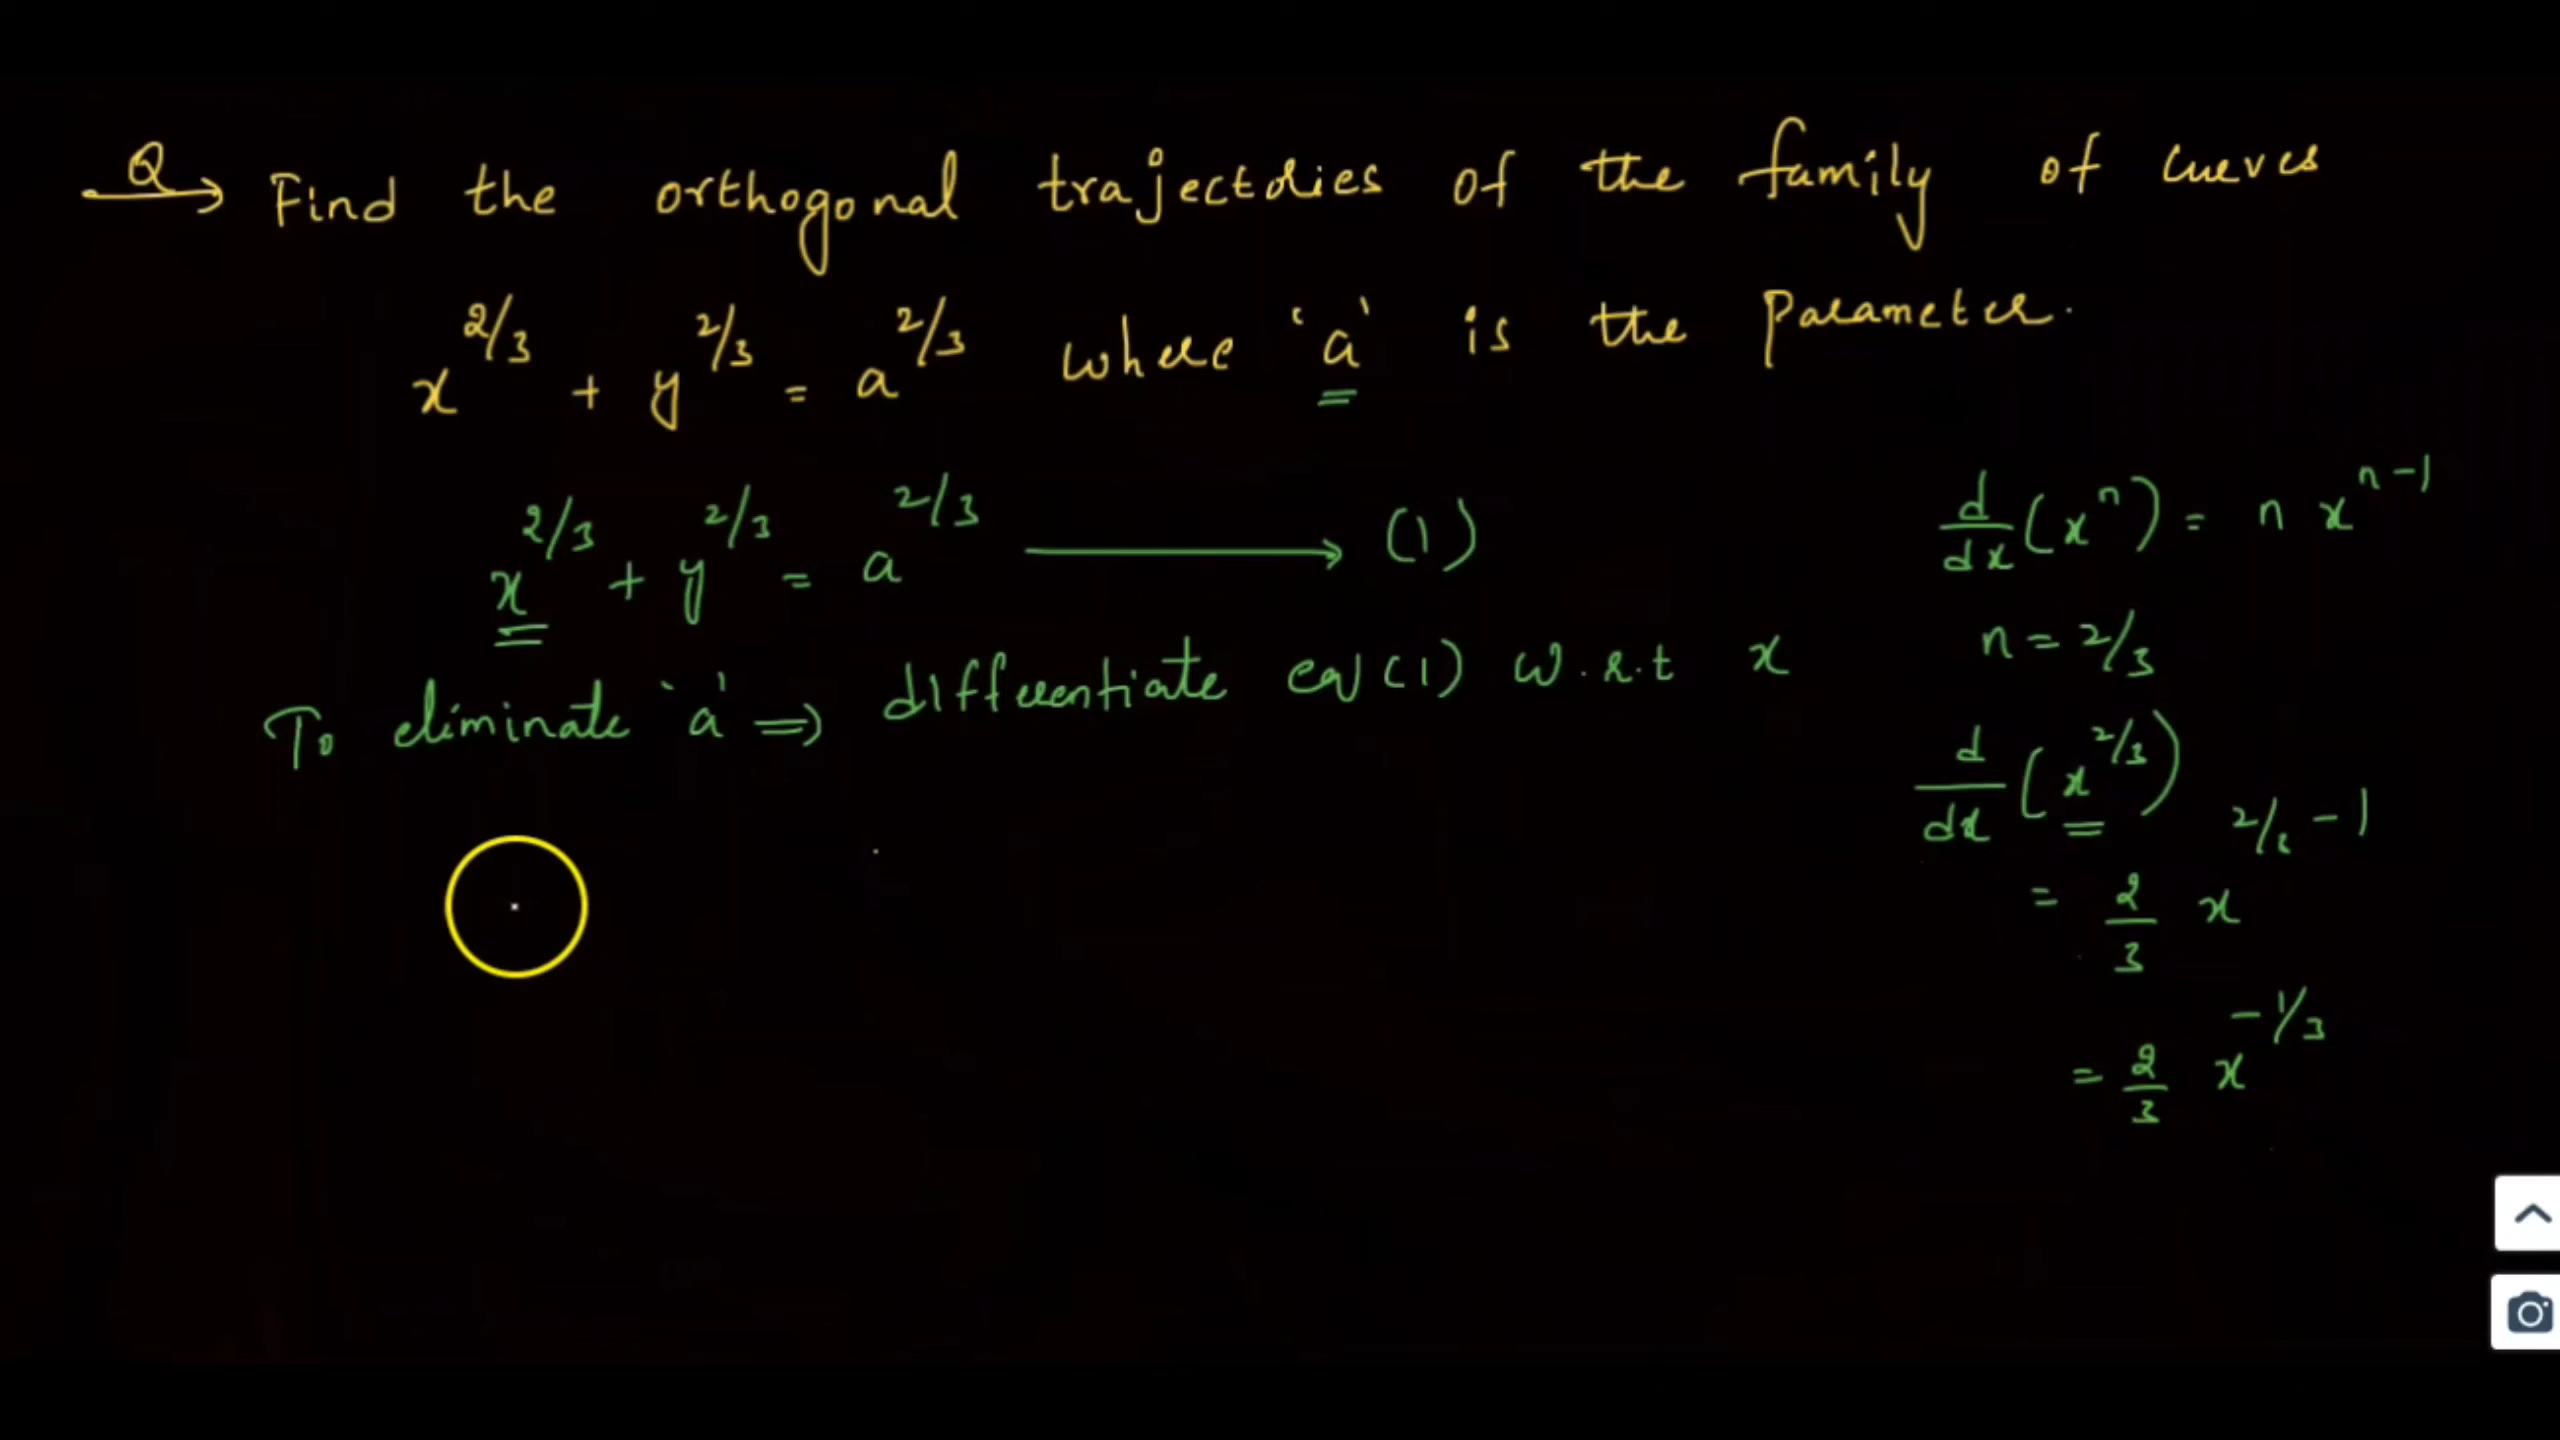 Q→ Find the orthogonal trajectories of the family of curves
x^{2/3} + y^{2/3} = a^{2/3} where 'a' is the Parameter.
x^{2/3} + y^{2/3} = a^{2/3} ⟶ (1)
To eliminate 'a' ⇒ differentiate eq(1) w.r.t x
d/dx (x^n) = n x^{n-1}
n = 2/3
d/dx (x^{2/3})
= 2/3 x^{2/3 - 1}
= 2/3 x^{-1/3}